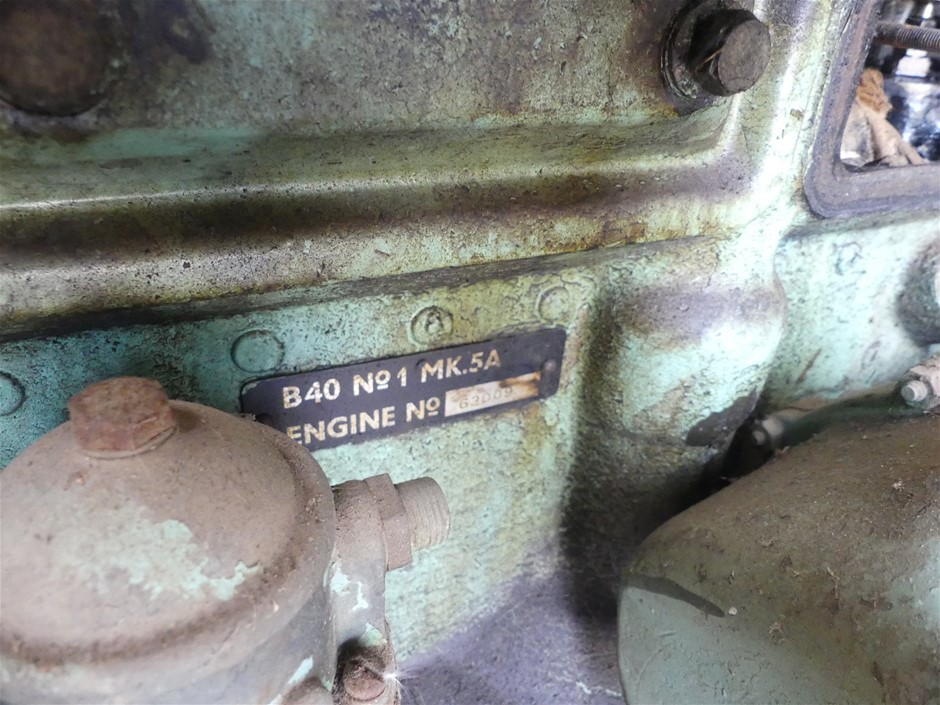 B40 Nº1 MK.5A
ENGINE Nº